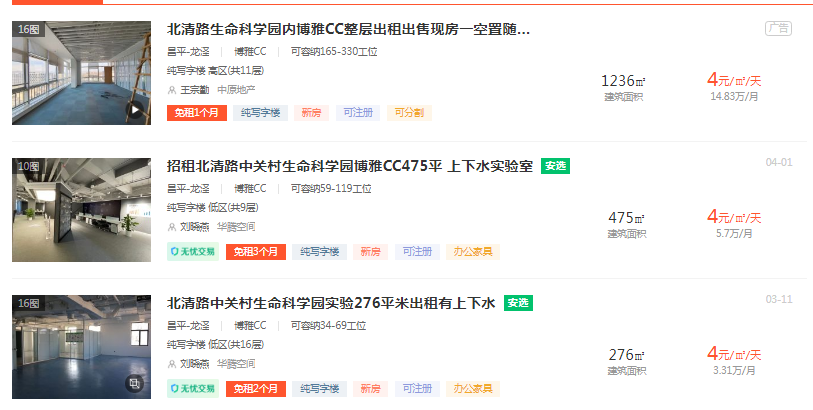 16图
北清路生命科学园内博雅CC整层出租出售现房一空置随...
广告
昌平-龙泽 | 博雅CC | 可容纳165-330工位
纯写字楼 高区(共11层)
王宗勤 中原地产
免租1个月 纯写字楼 新房 可注册 可分割
1236㎡
建筑面积
4元/㎡/天
14.83万/月
10图
招租北清路中关村生命科学园博雅CC475平 上下水实验室 安选
04-01
昌平-龙泽 | 博雅CC | 可容纳59-119工位
纯写字楼 低区(共9层)
刘晓燕 华腾空间
无忧交易 免租3个月 纯写字楼 新房 可注册 办公家具
475㎡
建筑面积
4元/㎡/天
5.7万/月
16图
北清路中关村生命科学园实验276平米出租有上下水 安选
03-11
昌平-龙泽 | 博雅CC | 可容纳34-69工位
纯写字楼 低区(共16层)
刘晓燕 华腾空间
无忧交易 免租2个月 纯写字楼 新房 可注册 办公家具
276㎡
建筑面积
4元/㎡/天
3.31万/月